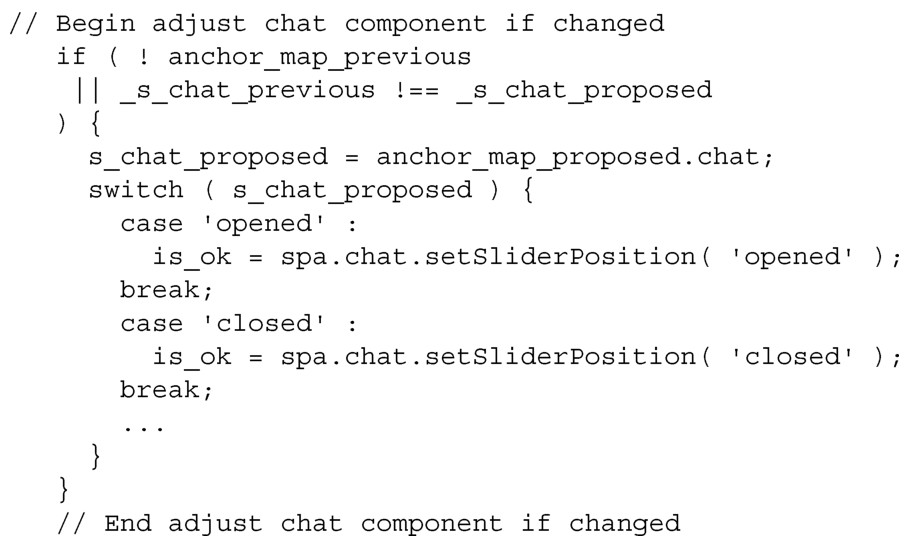 // Begin adjust chat component if changed
if ( ! anchor_map_previous
|| _s_chat_previous !== _s_chat_proposed
) {
s_chat_proposed = anchor_map_proposed.chat;
switch ( s_chat_proposed ) {
case 'opened' :
is_ok = spa.chat.setSliderPosition( 'opened' );
break;
case 'closed' :
is_ok = spa.chat.setSliderPosition( 'closed' );
break;
...
}
}
// End adjust chat component if changed